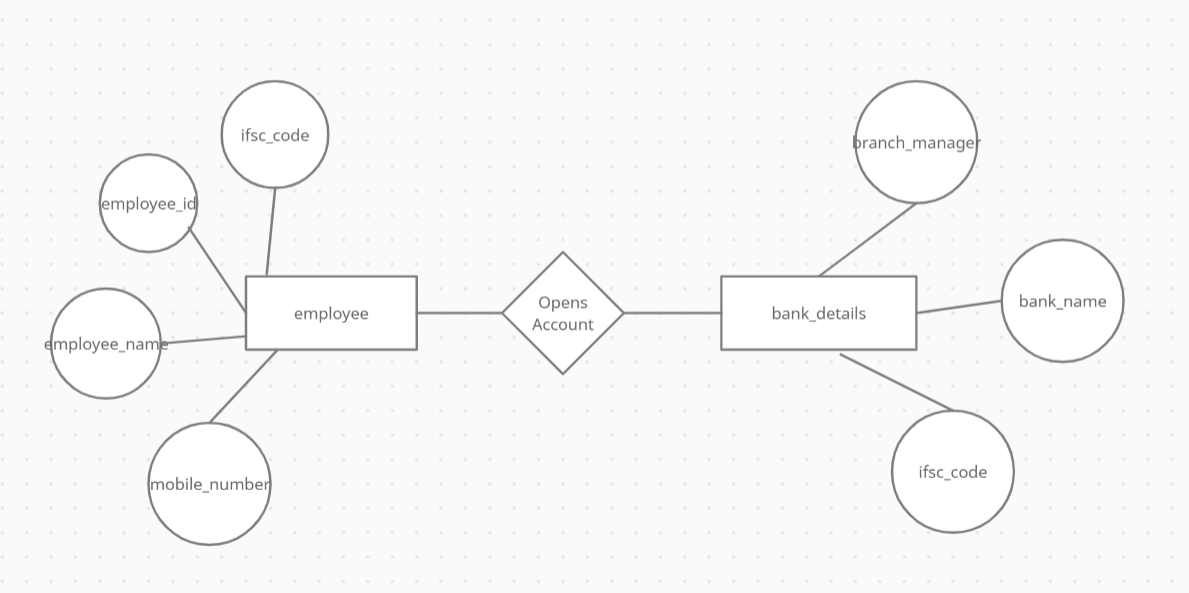 ifsc_code
branch_manager
employee_id
bank_name
Opens
Account
employee
bank_details
employee_name
ifsc_code
mobile_number